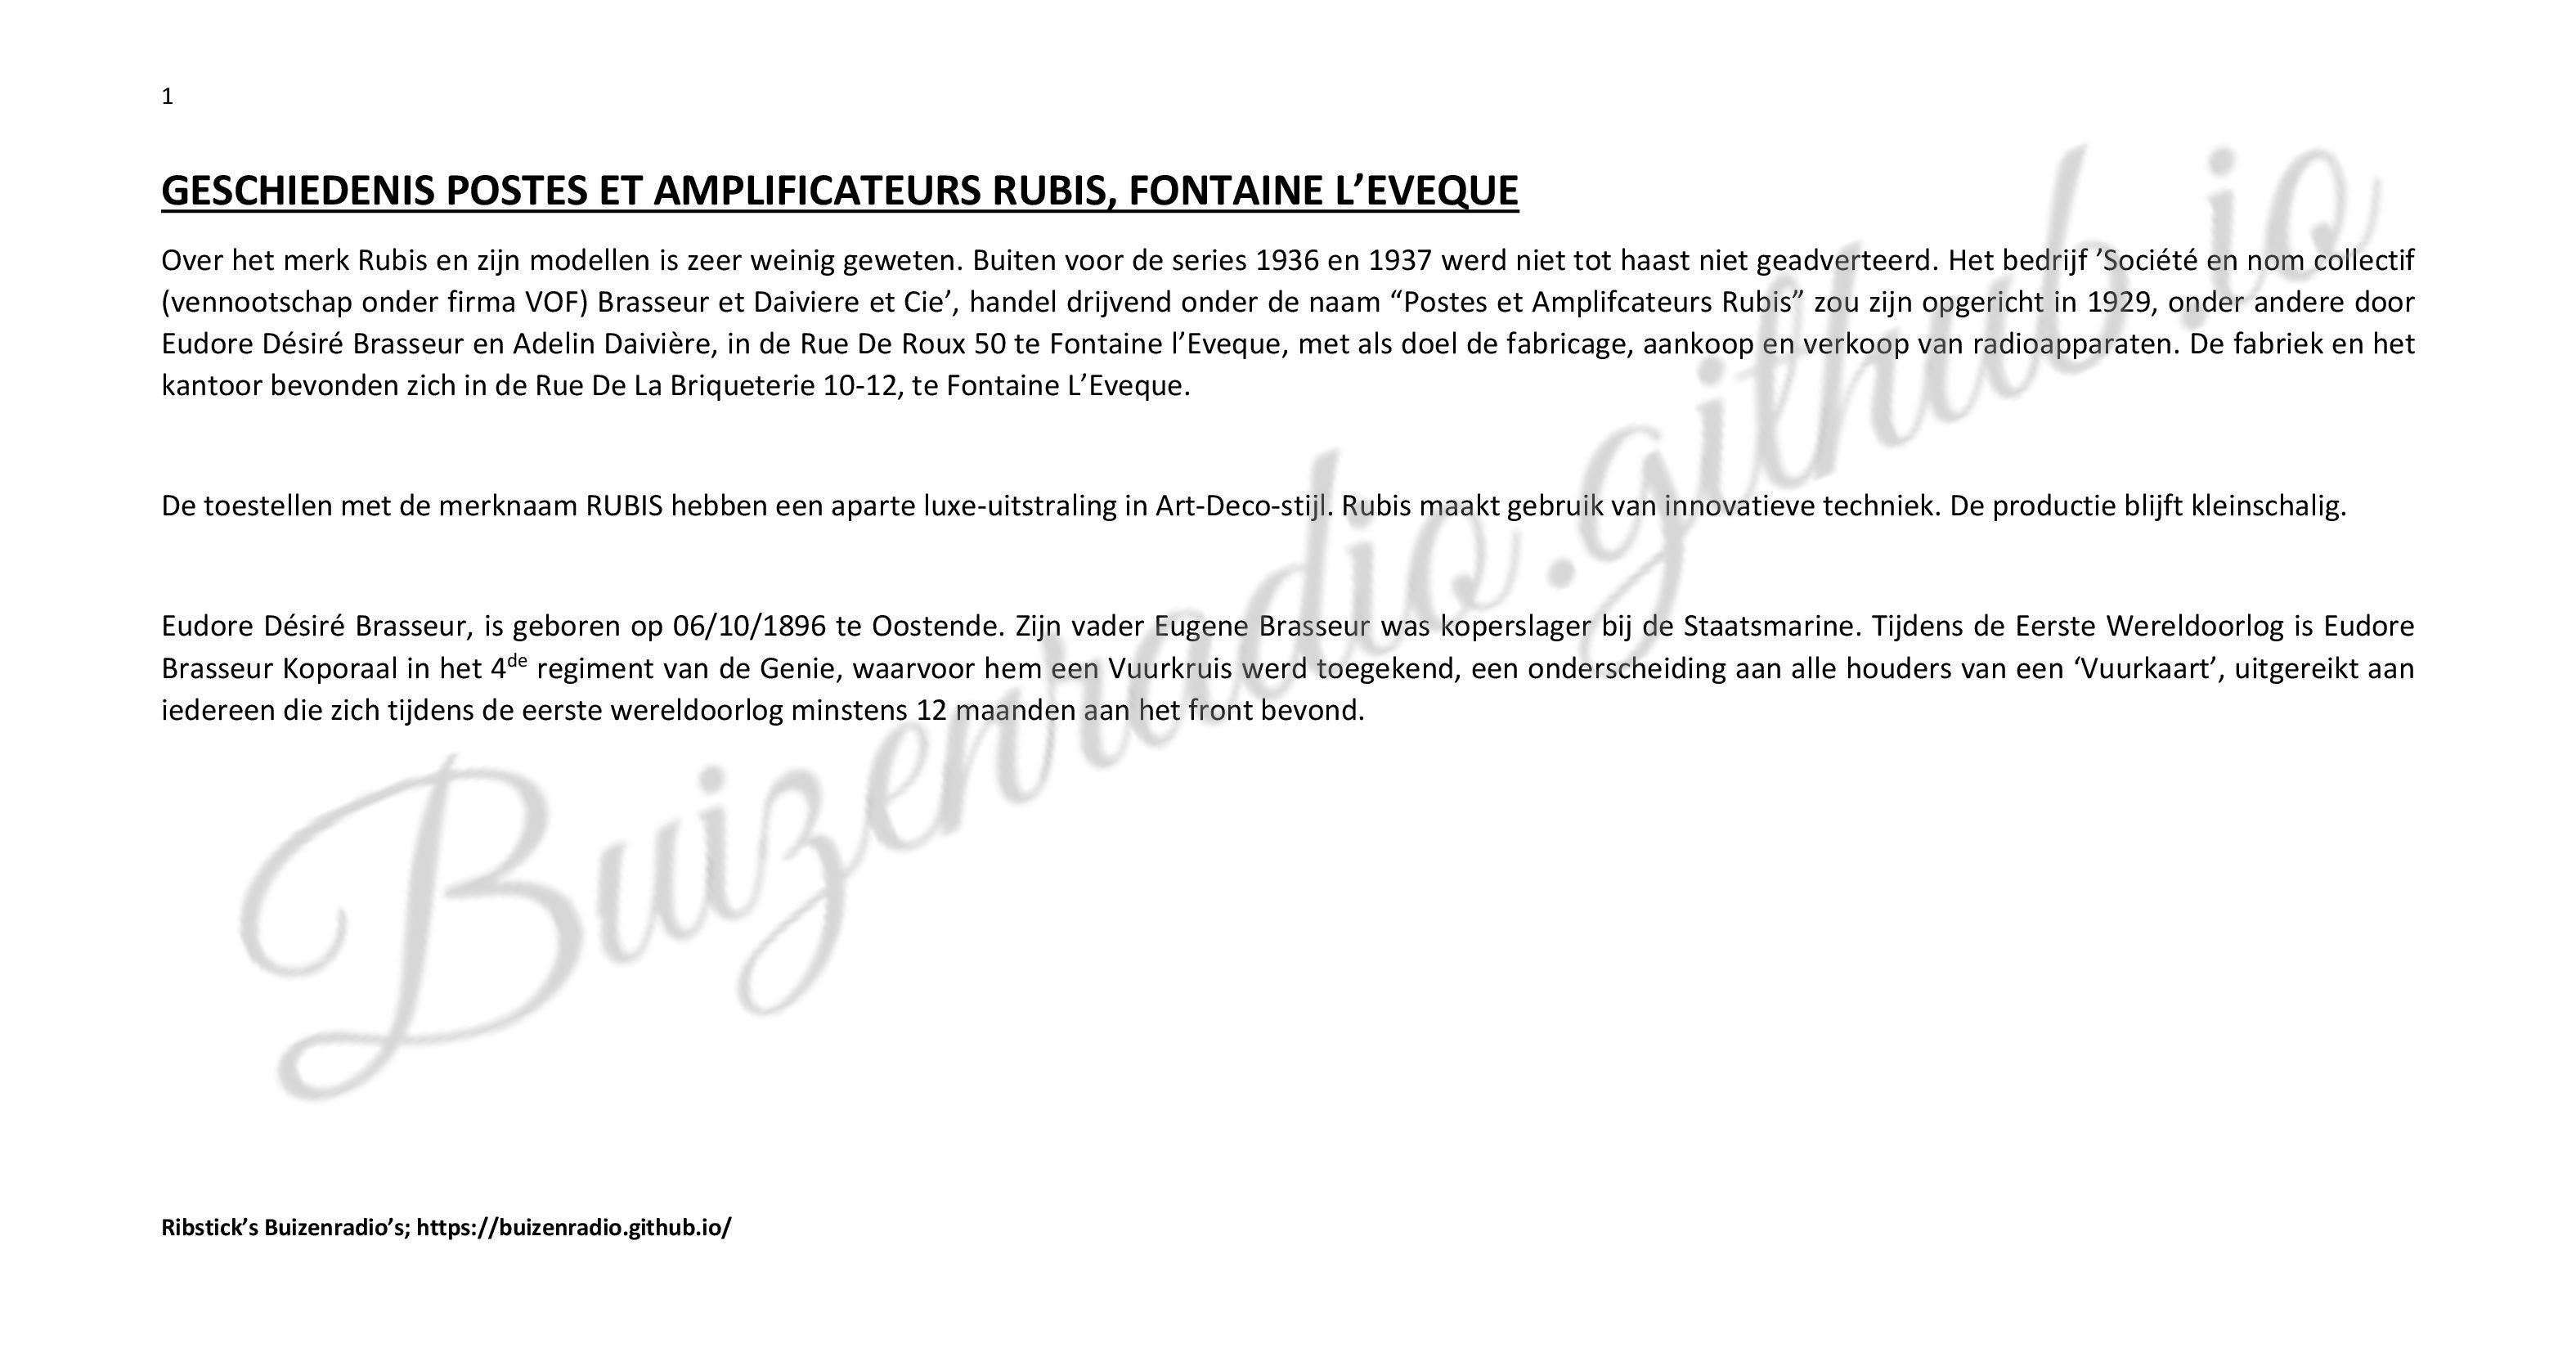 1
GESCHIEDENIS POSTES ET AMPLIFICATEURS RUBIS, FONTAINE L’EVEQUE
Over het merk Rubis en zijn modellen is zeer weinig geweten. Buiten voor de series 1936 en 1937 werd niet tot haast niet geadverteerd. Het bedrijf ’Société en nom collectif
(vennootschap onder firma VOF) Brasseur et Daiviere et Cie’, handel drijvend onder de naam “Postes et Amplifcateurs Rubis” zou zijn opgericht in 1929, onder andere door
Eudore Désiré Brasseur en Adelin Daivière, in de Rue De Roux 50 te Fontaine l’Eveque, met als doel de fabricage, aankoop en verkoop van radioapparaten. De fabriek en het
kantoor bevonden zich in de Rue De La Briqueterie 10-12, te Fontaine L’Eveque.
De toestellen met de merknaam RUBIS hebben een aparte luxe-uitstraling in Art-Deco-stijl. Rubis maakt gebruik van innovatieve techniek. De productie blijft kleinschalig.
Eudore Désiré Brasseur, is geboren op 06/10/1896 te Oostende. Zijn vader Eugene Brasseur was koperslager bij de Staatsmarine. Tijdens de Eerste Wereldoorlog is Eudore
Brasseur Koporaal in het 4de regiment van de Genie, waarvoor hem een Vuurkruis werd toegekend, een onderscheiding aan alle houders van een ‘Vuurkaart’, uitgereikt aan
iedereen die zich tijdens de eerste wereldoorlog minstens 12 maanden aan het front bevond.
Buizenradio.github.io
Ribstick’s Buizenradio’s; https://buizenradio.github.io/